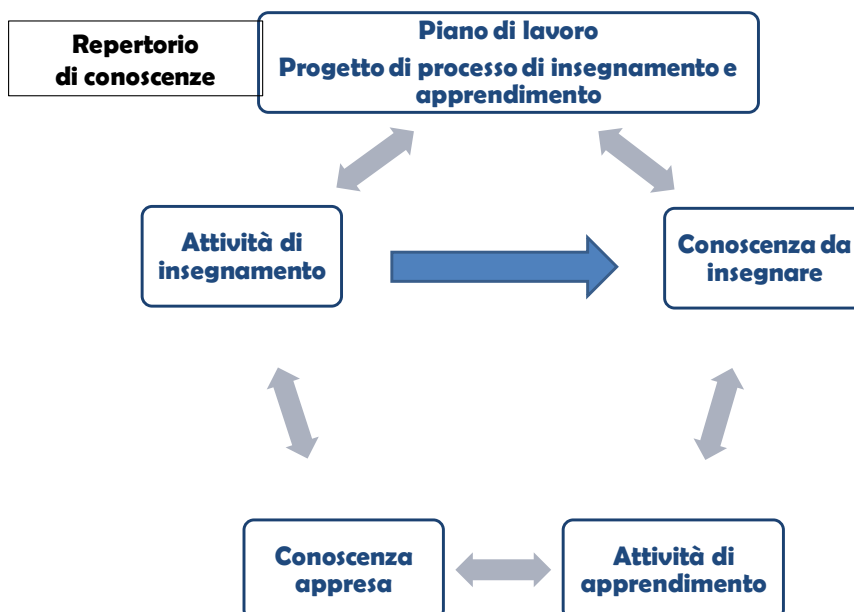 Repertorio
di conoscenze
Piano di lavoro
Progetto di processo di insegnamento e
apprendimento
Attività di
insegnamento
Conoscenza da
insegnare
Conoscenza
appresa
Attività di
apprendimento